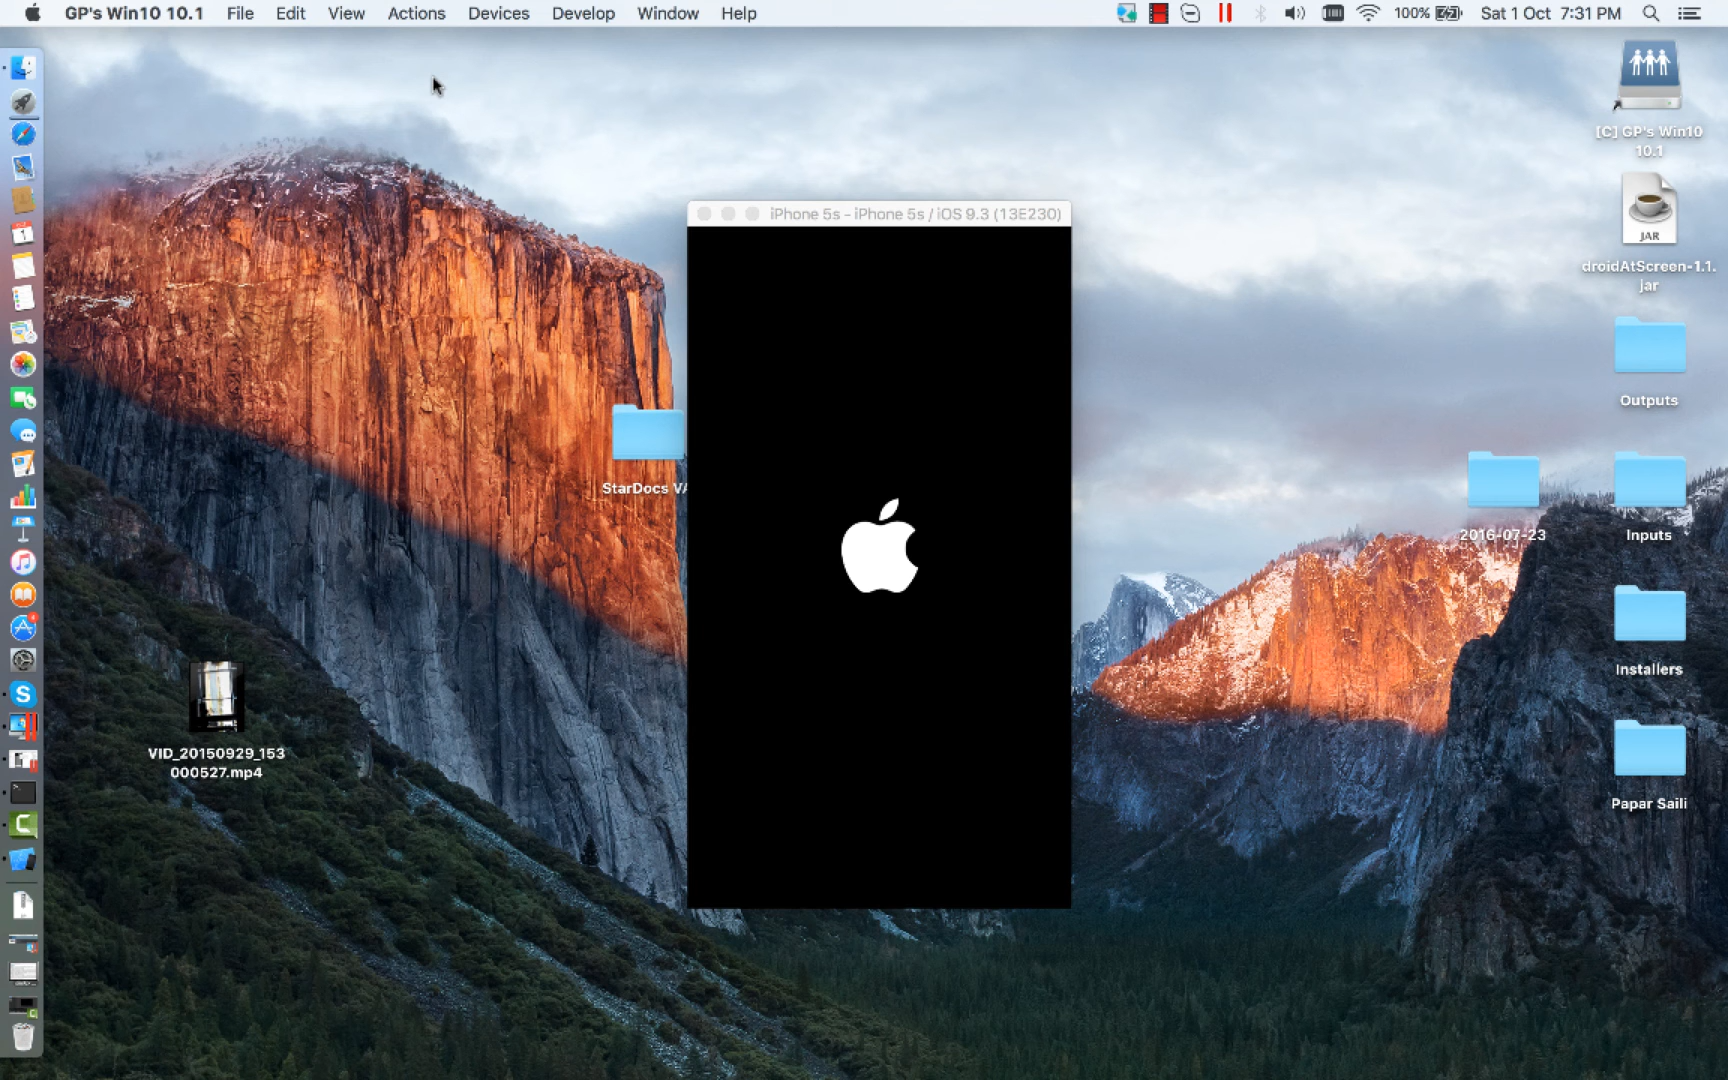 GP's Win10 10.1 File Edit View Actions Devices Develop Window Help 100% Sat 1 Oct 7:31 PM
[C] GP's Win10
10.1
JAR
droidAtScreen-1.1.
jar
iPhone 5s - iPhone 5s / iOS 9.3 (13E230)
Outputs
StarDocs VA
2016-07-23
Inputs
Installers
VID_20150929_153
000527.mp4
Papar Saili